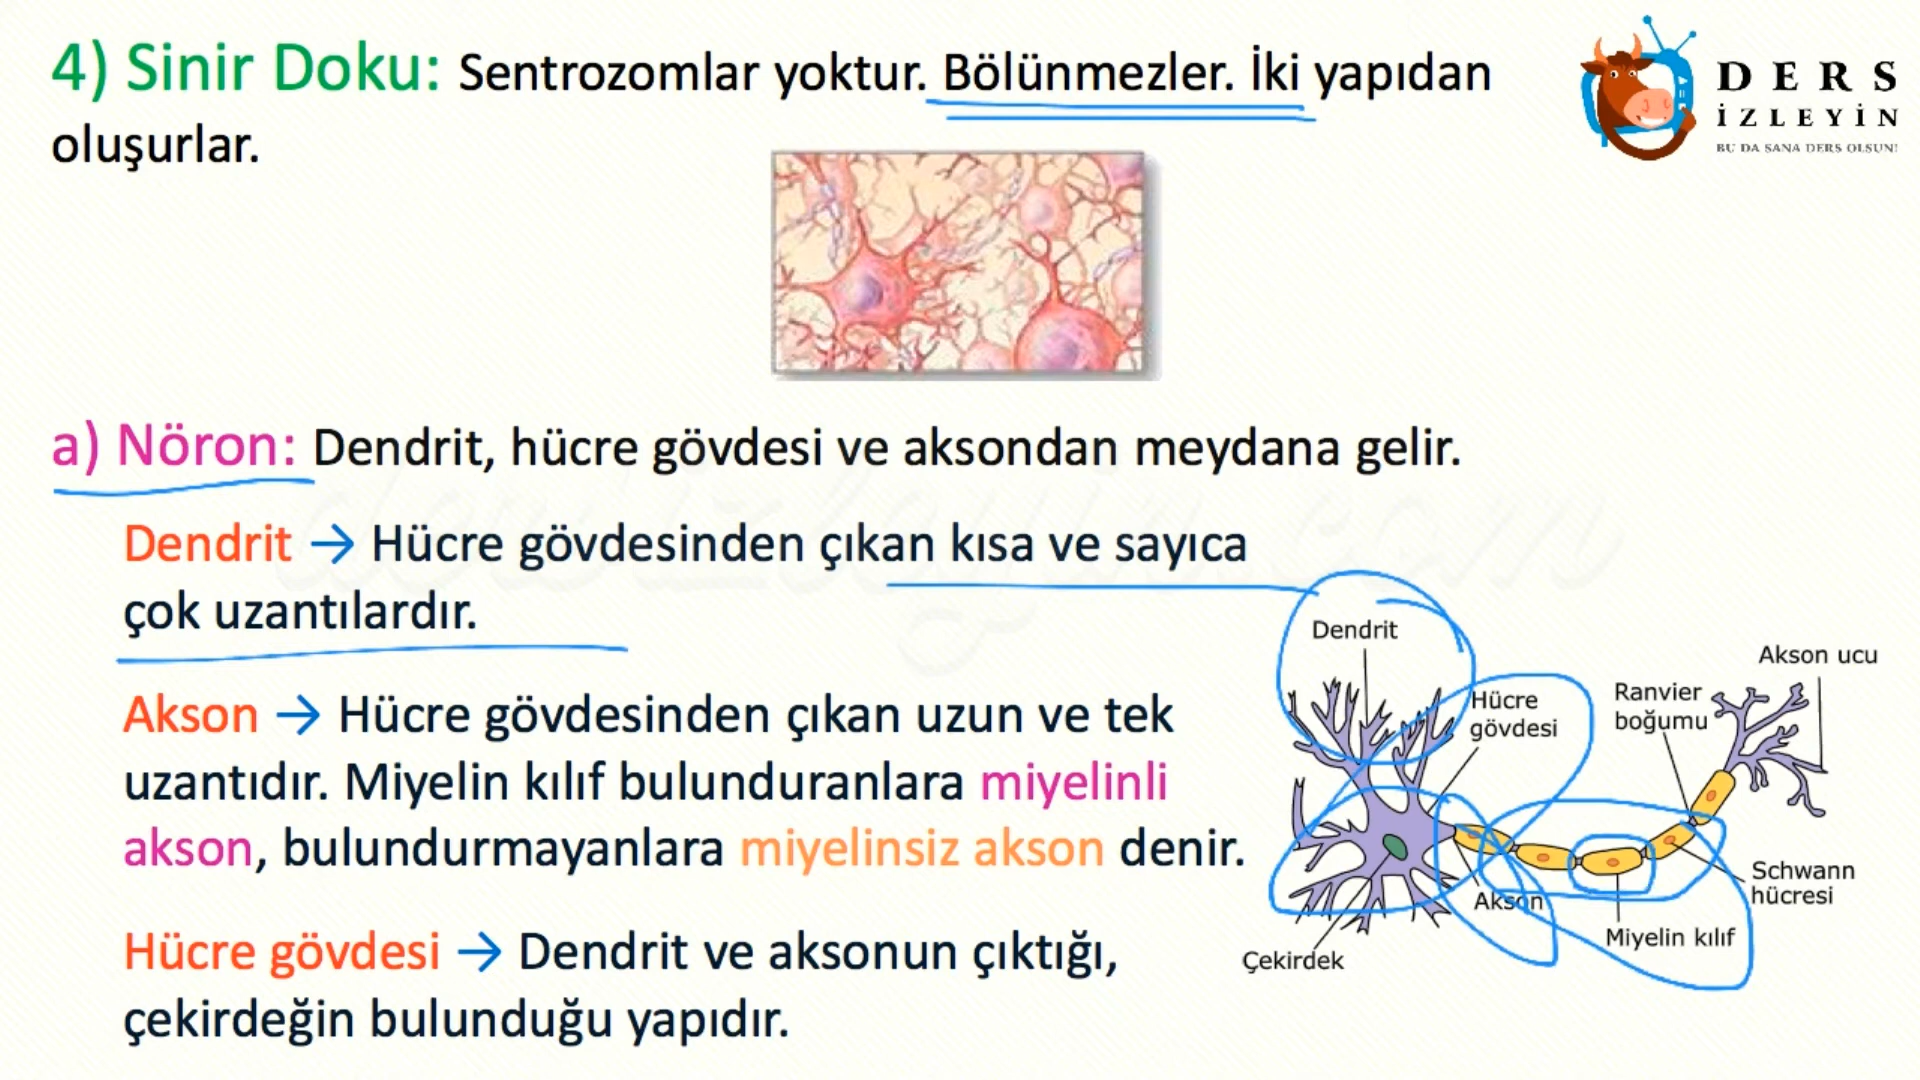 4) Sinir Doku: Sentrozomlar yoktur. Bölünmezler. İki yapıdan
oluşurlar.
DERS
İZLEYİN
BU DA SANA DERS OLSUN!
a) Nöron: Dendrit, hücre gövdesi ve aksondan meydana gelir.
Dendrit → Hücre gövdesinden çıkan kısa ve sayıca
çok uzantılardır.
Akson → Hücre gövdesinden çıkan uzun ve tek
uzantıdır. Miyelin kılıf bulunduranlara miyelinli
akson, bulundurmayanlara miyelinsiz akson denir.
Hücre gövdesi → Dendrit ve aksonun çıktığı,
çekirdeğin bulunduğu yapıdır.
Dendrit
Hücre
gövdesi
Ranvier
boğumu
Akson ucu
Schwann
hücresi
Akson
Miyelin kılıf
Çekirdek